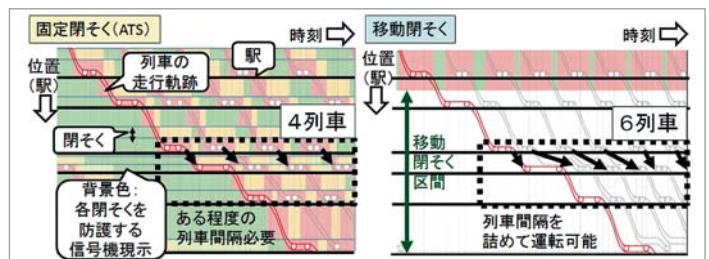 固定閉そく(ATS)
時刻
位置
(駅)
列車の
走行軌跡
駅
閉そく
4列車
背景色:
各閉そくを
防護する
信号機現示
ある程度の
列車間隔必要
移動閉そく
時刻
位置
(駅)
6列車
移動
閉そく
区間
列車間隔を
詰めて運転可能